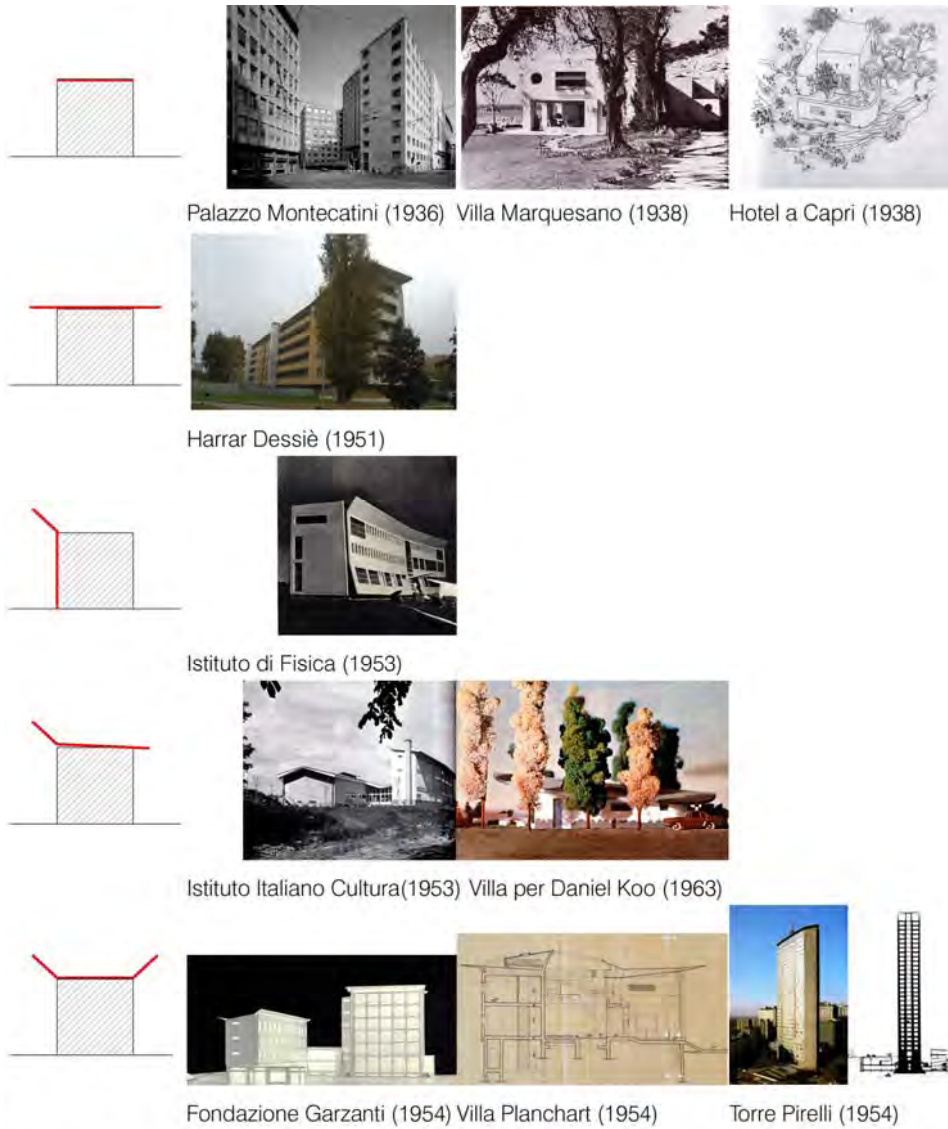 Palazzo Montecatini (1936) Villa Marquesano (1938) Hotel a Capri (1938)
Harrar Dessiè (1951)
Istituto di Fisica (1953)
Istituto Italiano Cultura(1953) Villa per Daniel Koo (1963)
Fondazione Garzanti (1954) Villa Planchart (1954) Torre Pirelli (1954)